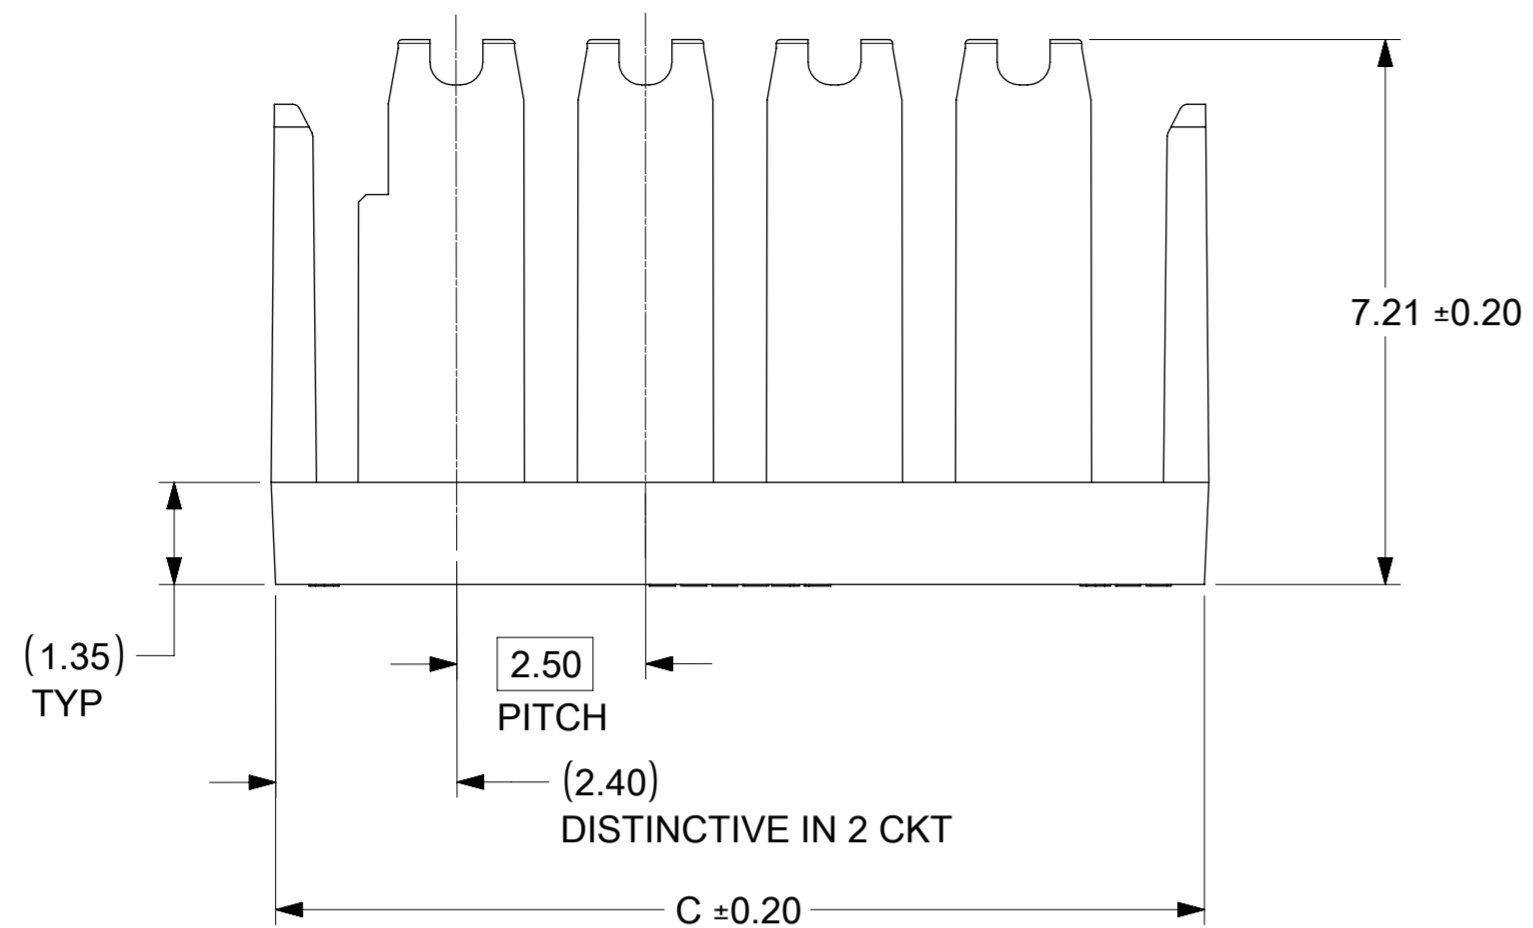 7.21 ±0.20
(1.35)
TYP
2.50
PITCH
(2.40)
DISTINCTIVE IN 2 CKT
C ±0.20